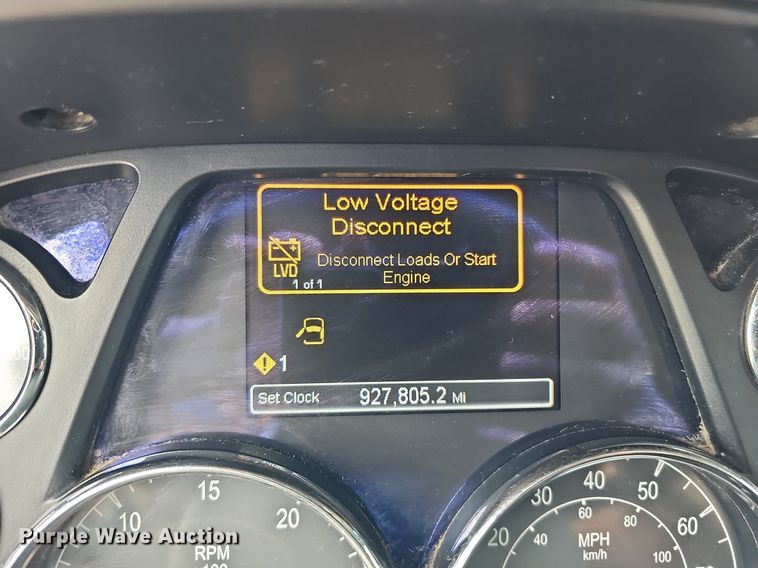 Low Voltage
Disconnect
LVD
Disconnect Loads Or Start
Engine
1 of 1
1
Set Clock 927,805.2 Mi
10 15 20
RPM
20 30 40 50 60
40 60 80 100
MPH
km/h
Purple Wave Auction